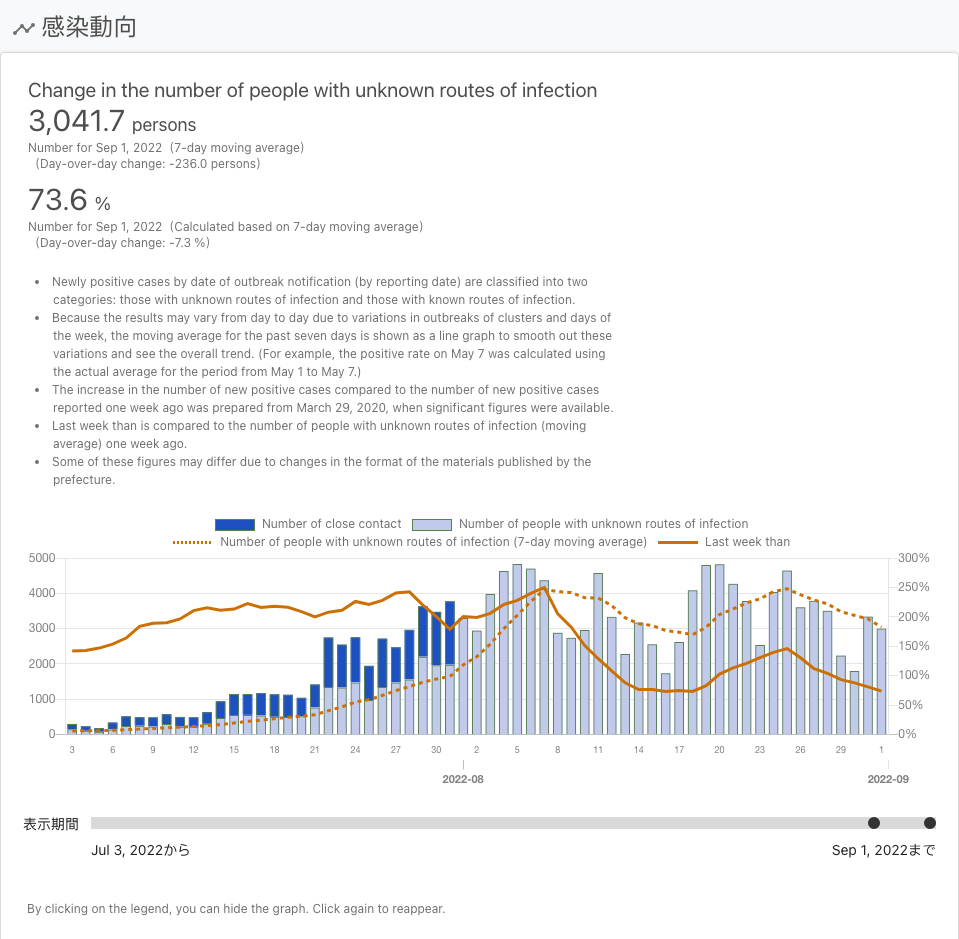 感染動向
Change in the number of people with unknown routes of infection
3,041.7 persons
Number for Sep 1, 2022 (7-day moving average)
(Day-over-day change: -236.0 persons)
73.6 %
Number for Sep 1, 2022 (Calculated based on 7-day moving average)
(Day-over-day change: -7.3 %)
• Newly positive cases by date of outbreak notification (by reporting date) are classified into two
categories: those with unknown routes of infection and those with known routes of infection.
• Because the results may vary from day to day due to variations in outbreaks of clusters and days of
the week, the moving average for the past seven days is shown as a line graph to smooth out these
variations and see the overall trend. (For example, the positive rate on May 7 was calculated using
the actual average for the period from May 1 to May 7.)
• The increase in the number of new positive cases compared to the number of new positive cases
reported one week ago was prepared from March 29, 2020, when significant figures were available.
• Last week than is compared to the number of people with unknown routes of infection (moving
average) one week ago.
• Some of these figures may differ due to changes in the format of the materials published by the
prefecture.
Number of close contact Number of people with unknown routes of infection
Number of people with unknown routes of infection (7-day moving average) Last week than
5000 300%
250%
4000
3000 200%
150%
2000
100%
1000
50%
0 0%
3 6 9 12 15 18 21 24 27 30 2 5 8 11 14 17 20 23 26 29 1
2022-08 2022-09
表示期間
Jul 3, 2022から Sep 1, 2022まで
By clicking on the legend, you can hide the graph. Click again to reappear.